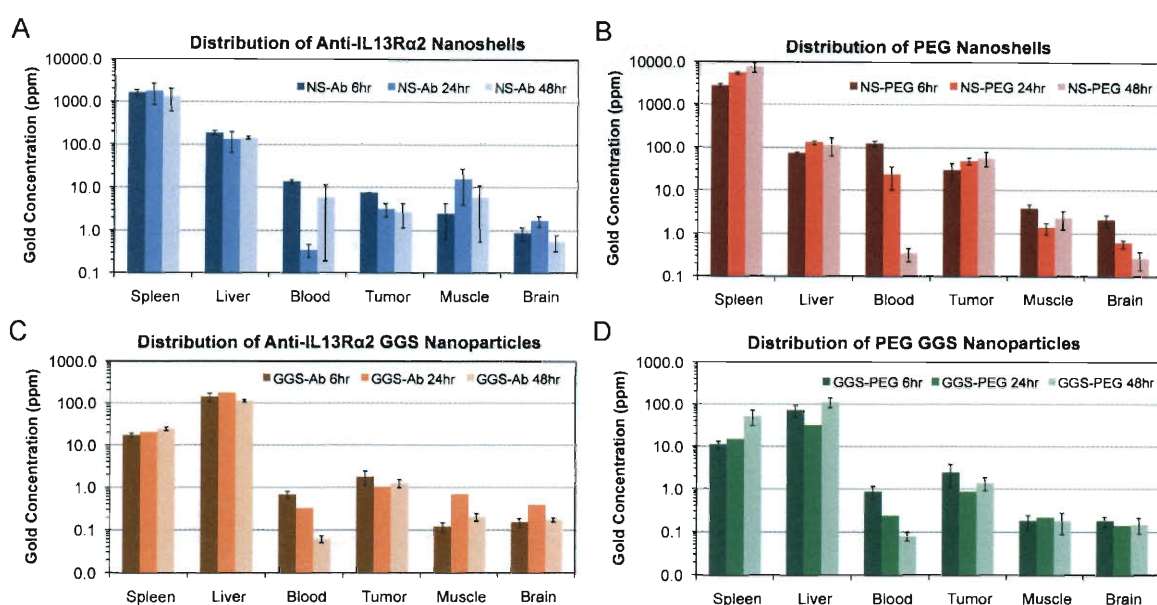 A
Distribution of Anti-IL13Rα2 Nanoshells
Gold Concentration (ppm)
10000.0
1000.0
100.0
10.0
1.0
0.1
NS-Ab 6hr NS-Ab 24hr NS-Ab 48hr
Spleen Liver Blood Tumor Muscle Brain
B
Distribution of PEG Nanoshells
Gold Concentration (ppm)
10000.0
1000.0
100.0
10.0
1.0
0.1
NS-PEG 6hr NS-PEG 24hr NS-PEG 48hr
Spleen Liver Blood Tumor Muscle Brain
C
Distribution of Anti-IL13Rα2 GGS Nanoparticles
Gold Concentration (ppm)
1000.0
100.0
10.0
1.0
0.1
0.0
GGS-Ab 6hr GGS-Ab 24hr GGS-Ab 48hr
Spleen Liver Blood Tumor Muscle Brain
D
Distribution of PEG GGS Nanoparticles
Gold Concentration (ppm)
1000.0
100.0
10.0
1.0
0.1
0.0
GGS-PEG 6hr GGS-PEG 24hr GGS-PEG 48hr
Spleen Liver Blood Tumor Muscle Brain